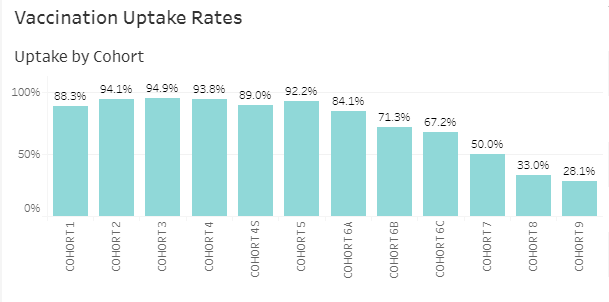 Vaccination Uptake Rates
Uptake by Cohort
100%
50%
0%
88.3%
94.1%
94.9%
93.8%
89.0%
92.2%
84.1%
71.3%
67.2%
50.0%
33.0%
28.1%
COHORT 1
COHORT 2
COHORT 3
COHORT 4
COHORT 4S
COHORT 5
COHORT 6A
COHORT 6B
COHORT 6C
COHORT 7
COHORT 8
COHORT 9